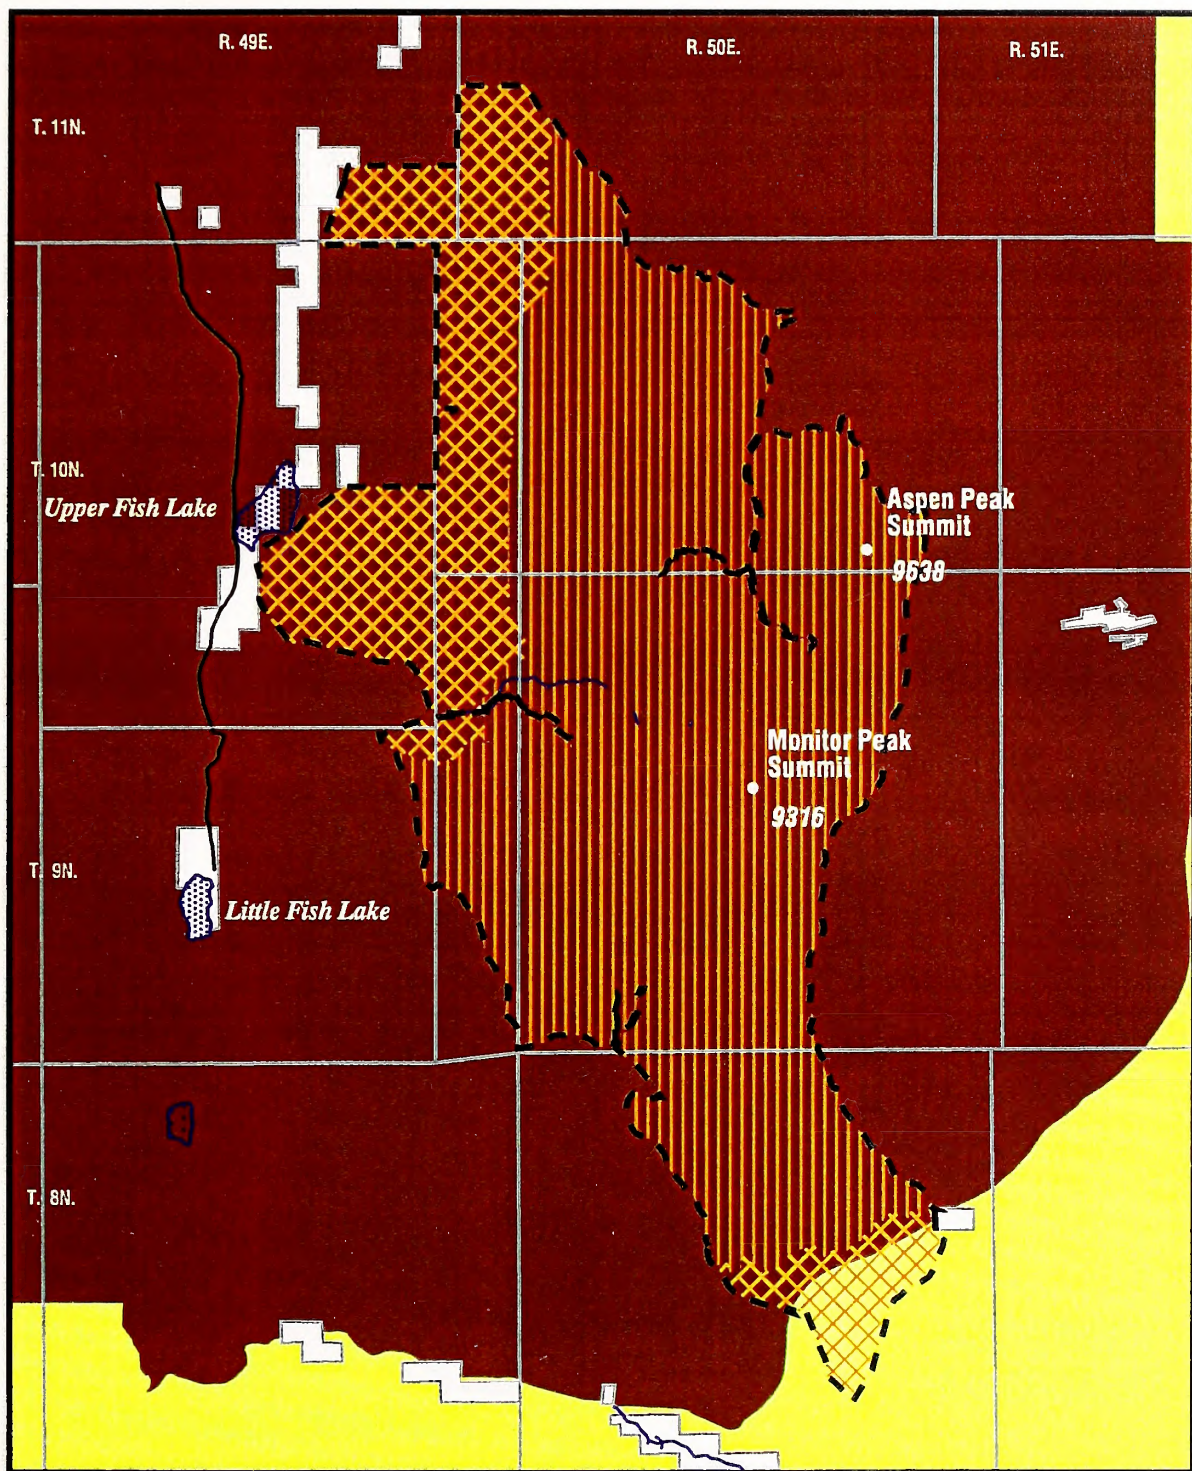 R. 49E.
R. 50E.
R. 51E.
T. 11N.
T. 10N.
Upper Fish Lake
Aspen Peak
Summit
9638
Monitor Peak
Summit
9316
T. 9N.
Little Fish Lake
T. 8N.